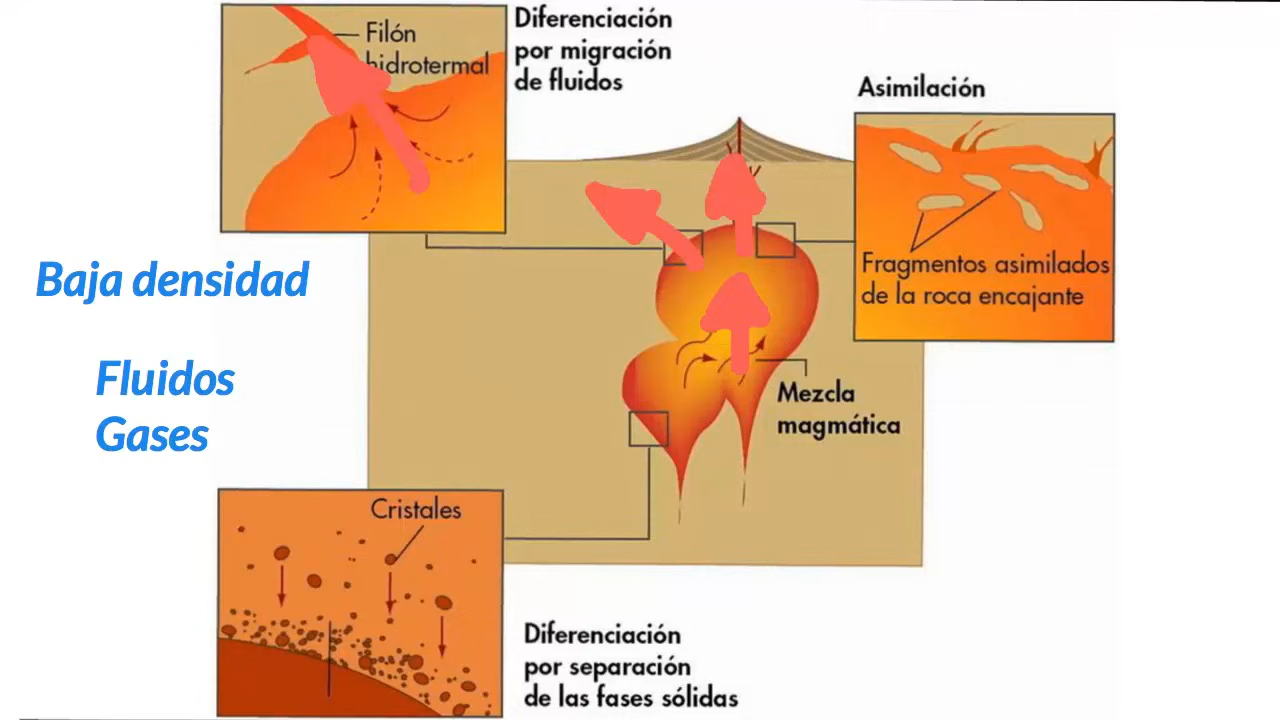 Filón
hidrotermal
Diferenciación
por migración
de fluidos
Asimilación
Fragmentos asimilados
de la roca encajante
Baja densidad
Fluidos
Gases
Mezcla
magmática
Cristales
Diferenciación
por separación
de las fases sólidas